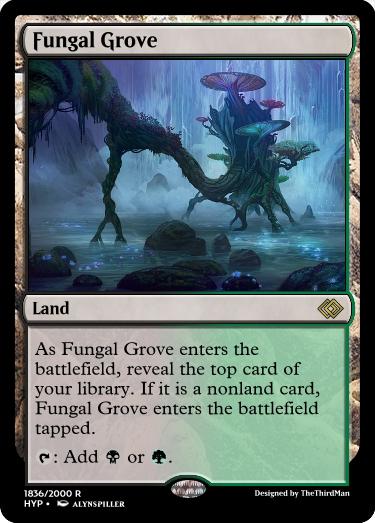 Fungal Grove
Land
As Fungal Grove enters the
battlefield, reveal the top card of
your library. If it is a nonland card,
Fungal Grove enters the battlefield
tapped.
: Add or .
1836/2000 R
HYP • ALYNSPILLER
Designed by TheThirdMan